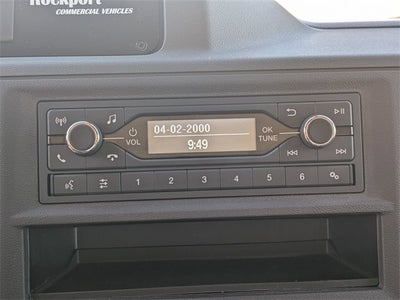 Rockport
COMMERCIAL VEHICLES
04-02-2000
9:49
VOL
OK
TUNE
1 2 3 4 5 6